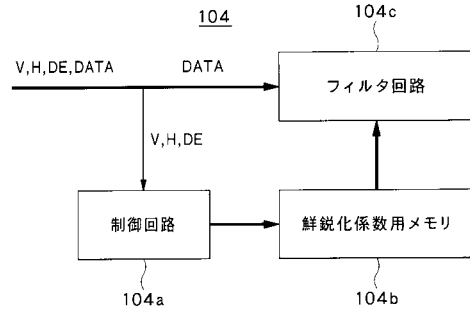 104
104c
V,H,DE,DATA
DATA
フィルタ回路
V,H,DE
制御回路
鮮鋭化係数用メモリ
104a
104b